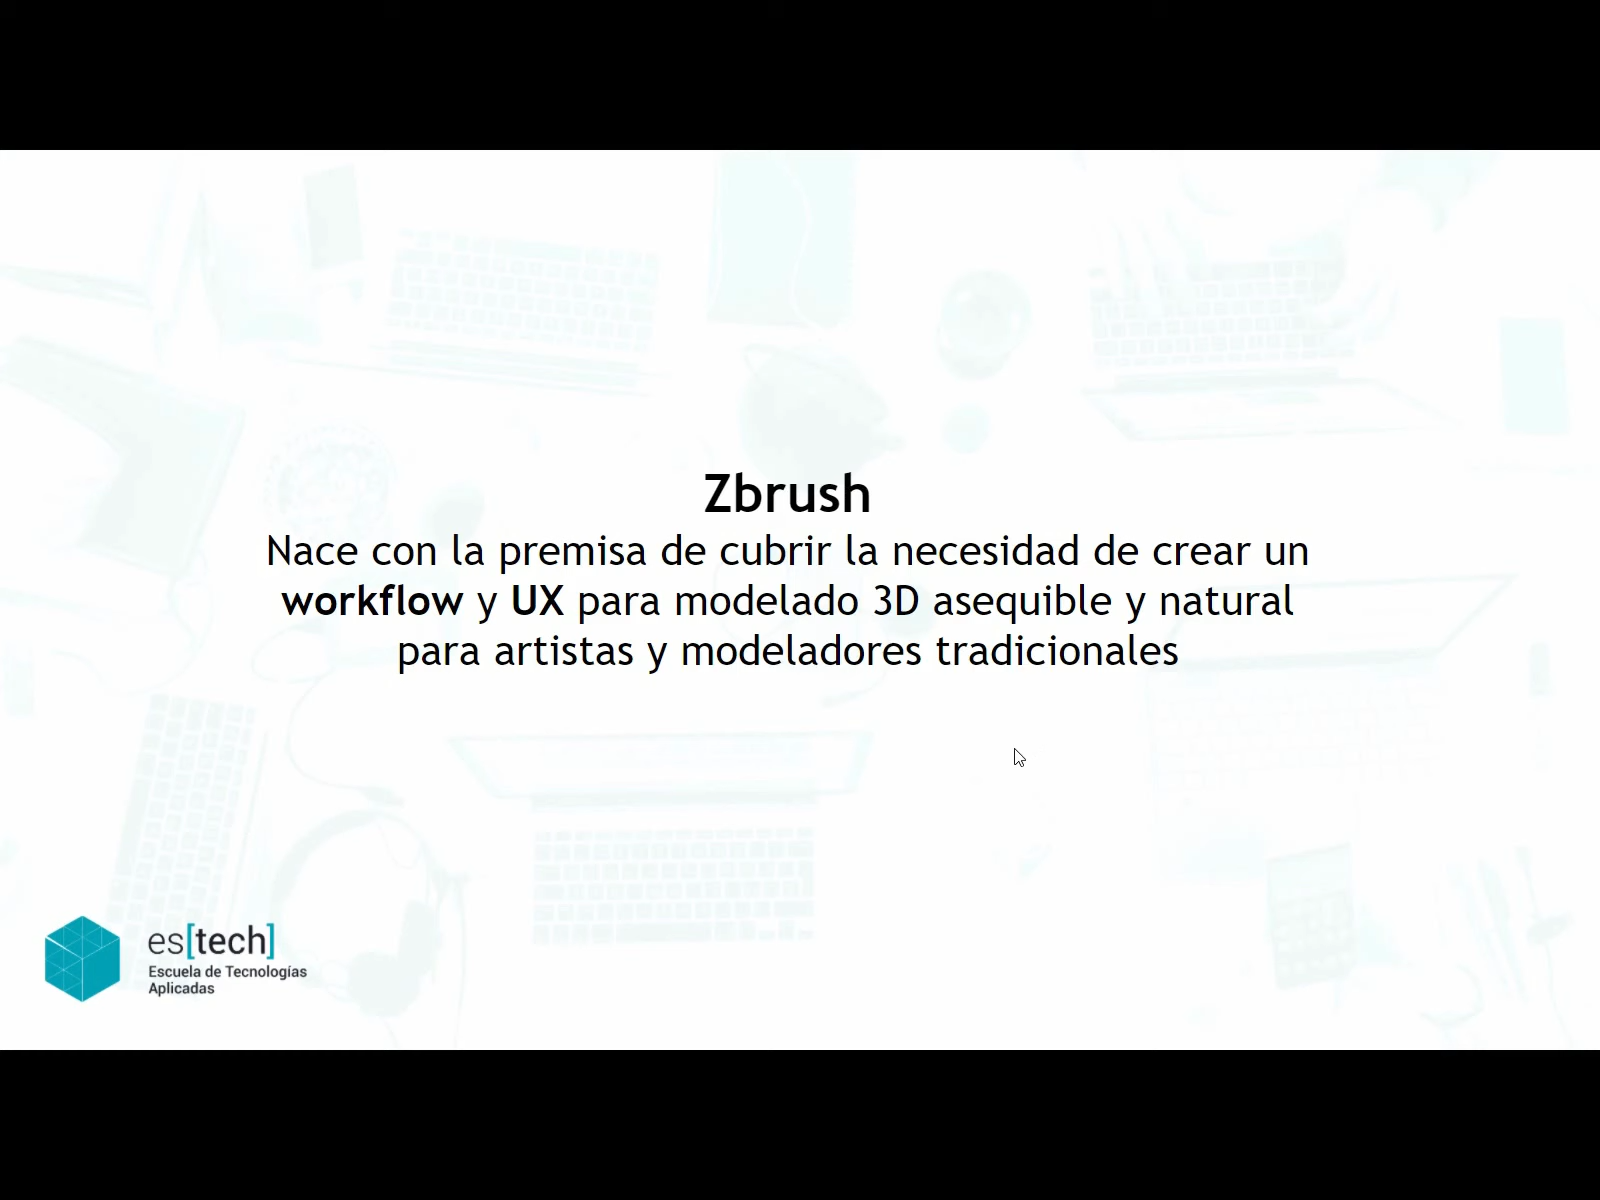 Zbrush
Nace con la premisa de cubrir la necesidad de crear un
workflow y UX para modelado 3D asequible y natural
para artistas y modeladores tradicionales
es[tech]
Escuela de Tecnologías
Aplicadas